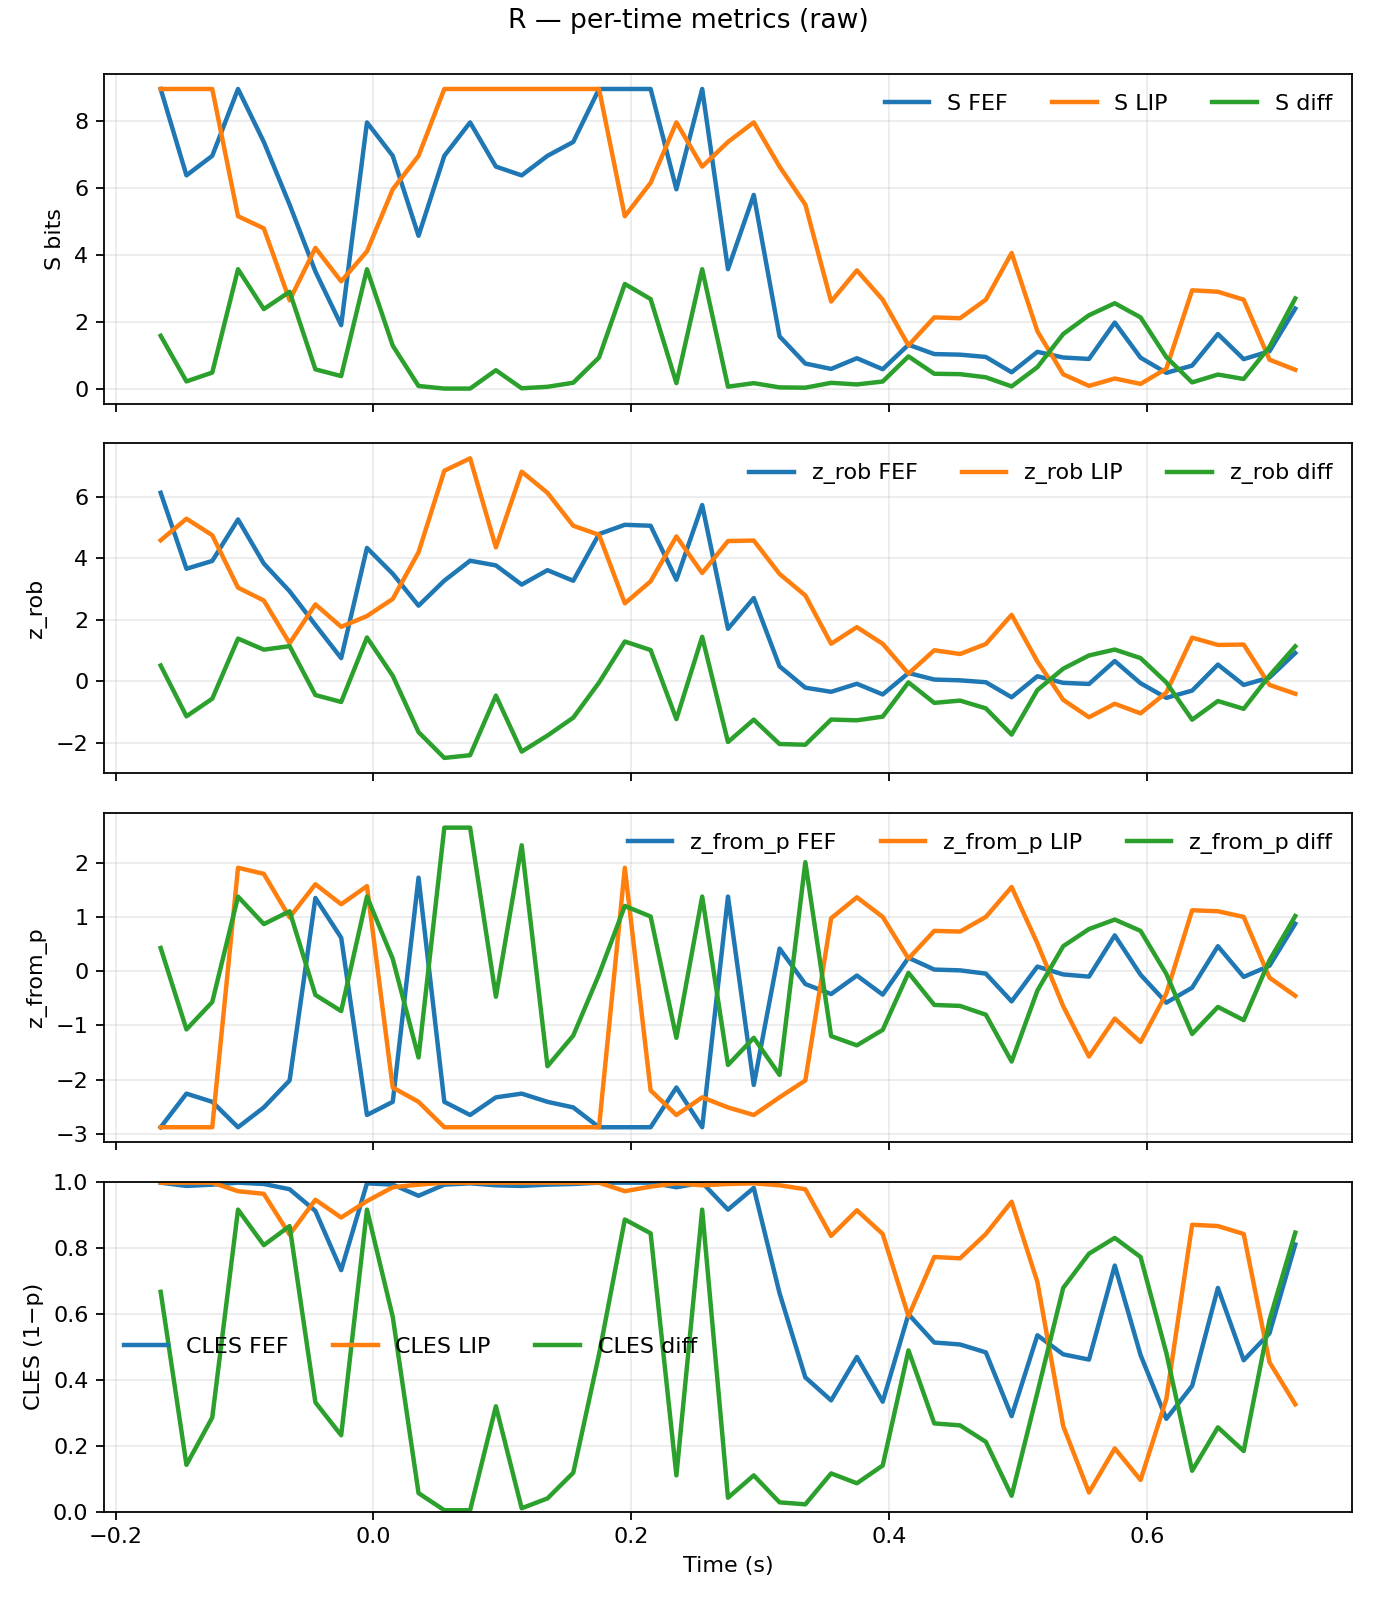 R — per-time metrics (raw)
S FEF S LIP S diff
8
6
4
2
0
S bits
z_rob FEF z_rob LIP z_rob diff
6
4
2
0
−2
z_rob
z_from_p FEF z_from_p LIP z_from_p diff
2
1
0
−1
−2
−3
z_from_p
1.0
0.8
0.6
0.4
0.2
0.0
CLES (1−p)
CLES FEF CLES LIP CLES diff
−0.2 0.0 0.2 0.4 0.6
Time (s)